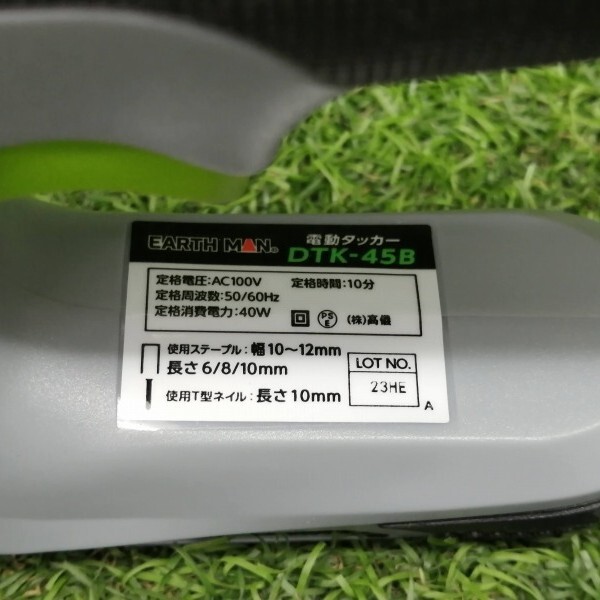 EARTH MAN® 電動タッカー
DTK-45B
定格電圧:AC100V 定格時間:10分
定格周波数:50/60Hz
定格消費電力:40W PSE (株)高儀
使用ステープル:幅10〜12mm
長さ6/8/10mm
使用T型ネイル:長さ10mm
LOT NO.
23HE
A